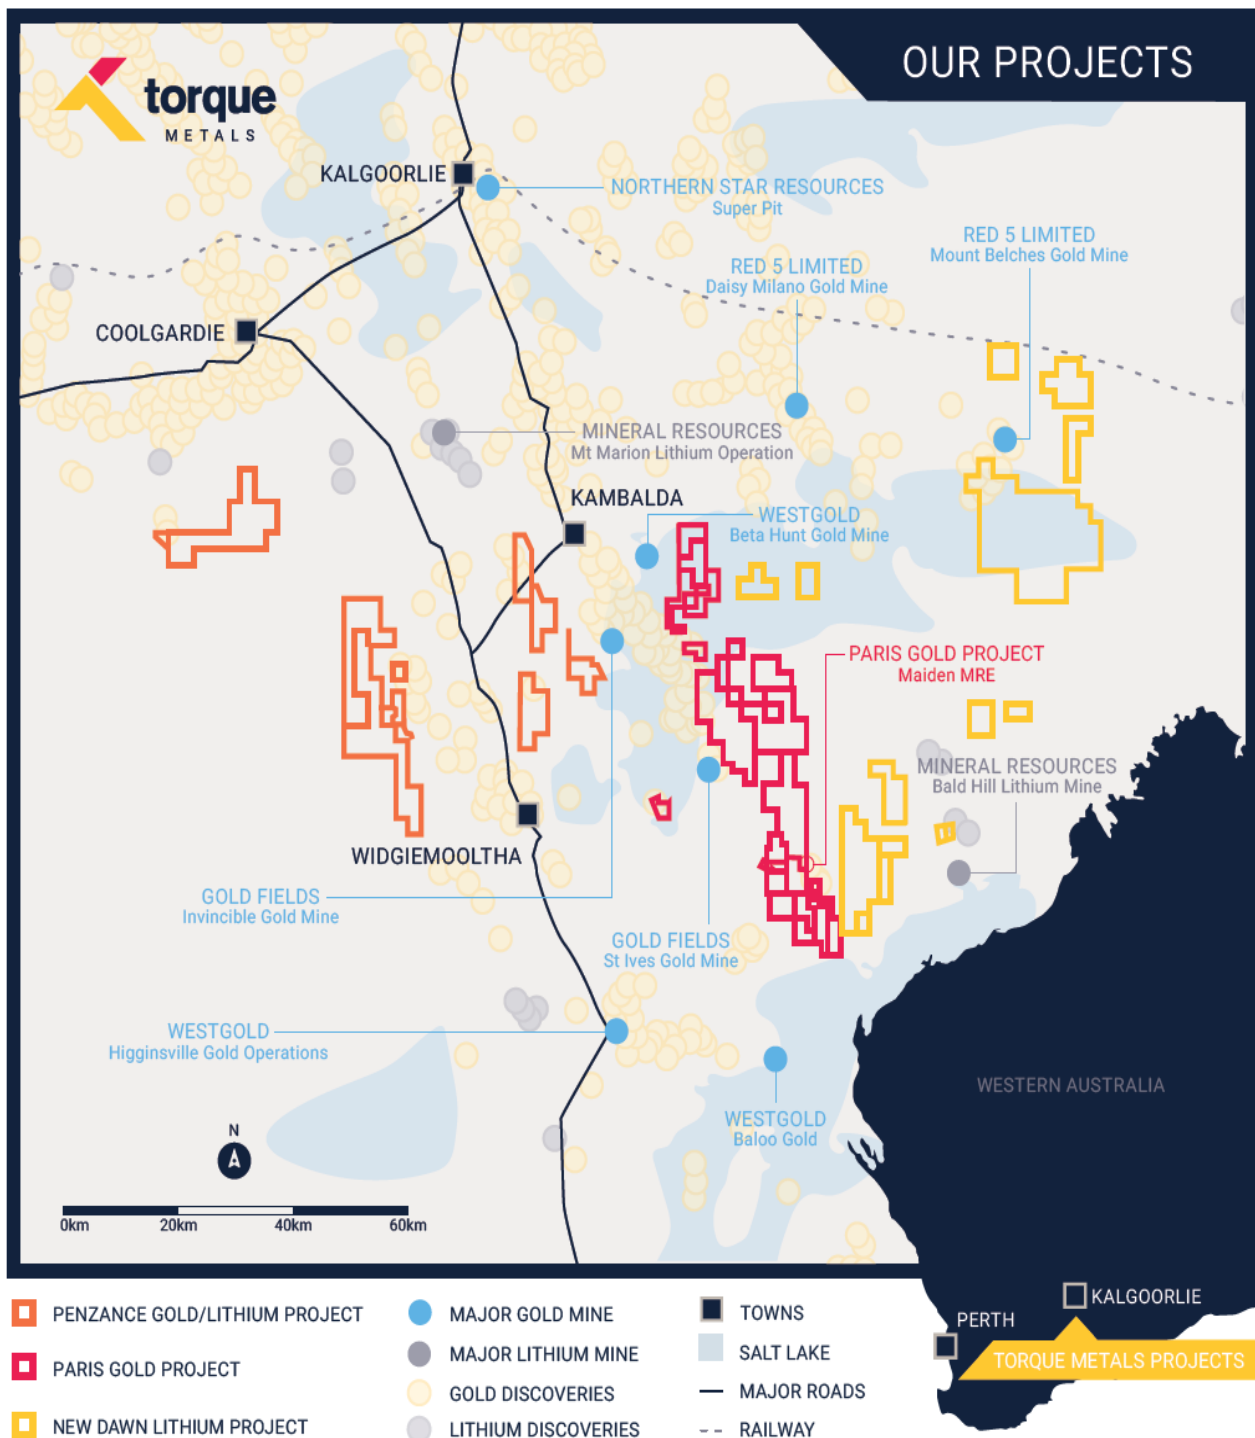 OUR PROJECTS
torque
METALS
KALGOORLIE
NORTHERN STAR RESOURCES
Super Pit
RED 5 LIMITED
Mount Belches Gold Mine
RED 5 LIMITED
Daisy Milano Gold Mine
COOLGARDIE
MINERAL RESOURCES
Mt Marion Lithium Operation
KAMBALDA
WESTGOLD
Beta Hunt Gold Mine
PARIS GOLD PROJECT
Maiden MRE
MINERAL RESOURCES
Bald Hill Lithium Mine
WIDGIEMOOLTHA
GOLD FIELDS
Invincible Gold Mine
GOLD FIELDS
St Ives Gold Mine
WESTGOLD
Higginsville Gold Operations
WESTERN AUSTRALIA
WESTGOLD
Baloo Gold
N
0km 20km 40km 60km
PENZANCE GOLD/LITHIUM PROJECT
PARIS GOLD PROJECT
NEW DAWN LITHIUM PROJECT
MAJOR GOLD MINE
MAJOR LITHIUM MINE
GOLD DISCOVERIES
LITHIUM DISCOVERIES
TOWNS
SALT LAKE
MAJOR ROADS
RAILWAY
KALGOORLIE
PERTH
TORQUE METALS PROJECTS